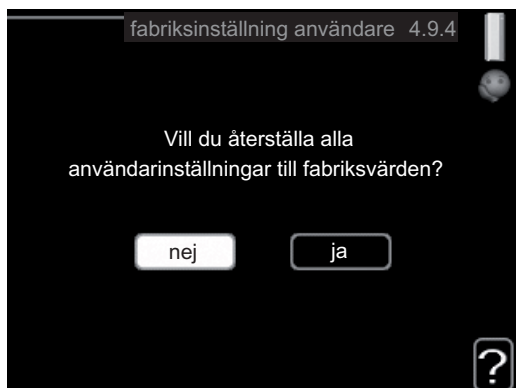 fabriksinställning användare 4.9.4
Vill du återställa alla
användarinställningar till fabriksvärden?
nej
ja
?